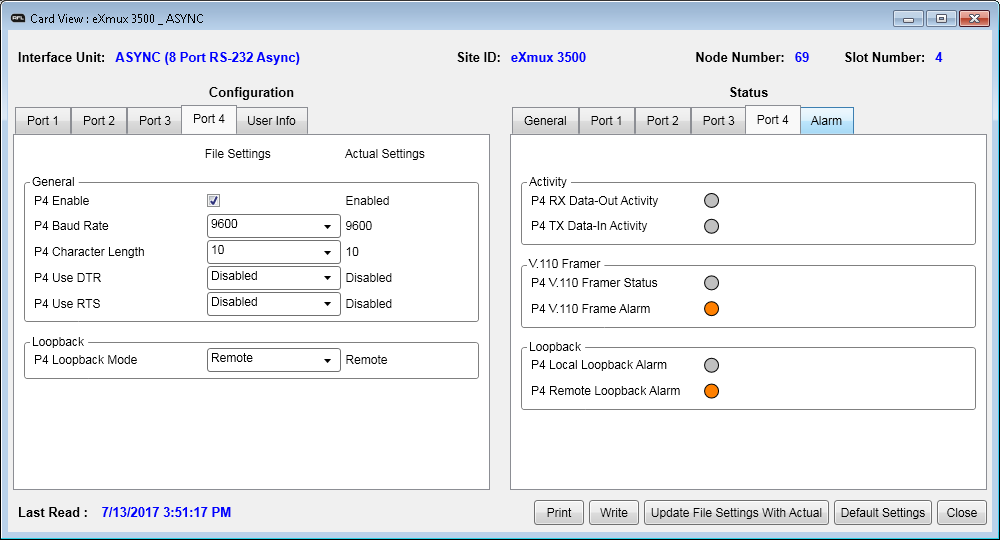 AFL Card View : eXmux 3500 _ ASYNC
Interface Unit: ASYNC (8 Port RS-232 Async) Site ID: eXmux 3500 Node Number: 69 Slot Number: 4
Configuration
Port 1 Port 2 Port 3 Port 4 User Info
File Settings Actual Settings
General
P4 Enable Enabled
P4 Baud Rate 9600 9600
P4 Character Length 10 10
P4 Use DTR Disabled Disabled
P4 Use RTS Disabled Disabled
Loopback
P4 Loopback Mode Remote Remote
Status
General Port 1 Port 2 Port 3 Port 4 Alarm
Activity
P4 RX Data-Out Activity
P4 TX Data-In Activity
V.110 Framer
P4 V.110 Framer Status
P4 V.110 Frame Alarm
Loopback
P4 Local Loopback Alarm
P4 Remote Loopback Alarm
Last Read : 7/13/2017 3:51:17 PM
Print Write Update File Settings With Actual Default Settings Close